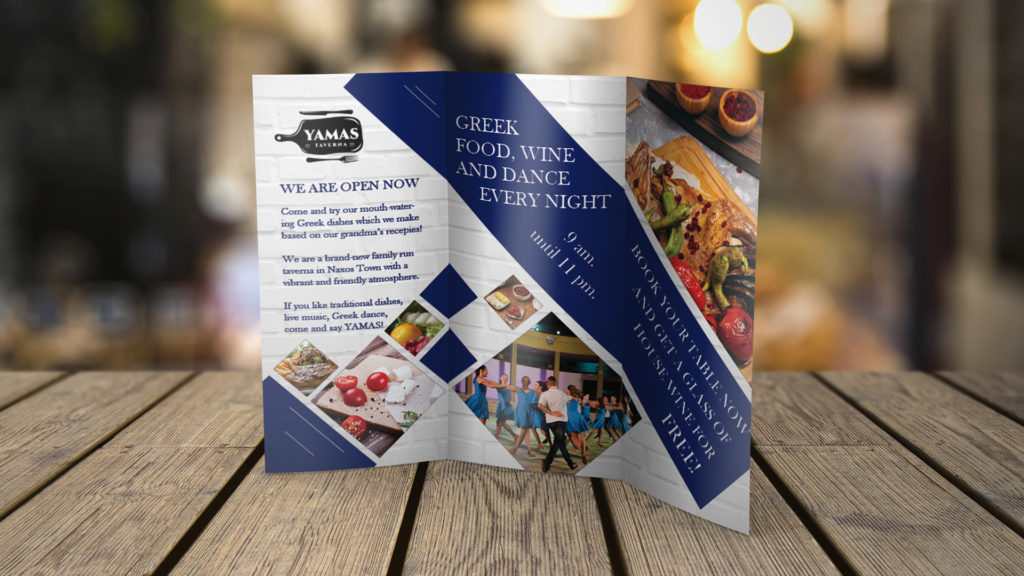 YAMAS
TAVERNA
WE ARE OPEN NOW
Come and try our mouth-water-
ing Greek dishes which we make
based on our grandma's recepies!
We are a brand-new family run
taverna in Naxos Town with a
vibrant and friendly atmosphere.
If you like traditional dishes,
live music, Greek dance,
come and say YAMAS!
GREEK
FOOD, WINE
AND DANCE
EVERY NIGHT
9 am.
until 11 pm.
BOOK YOUR TABLE NOW
AND GET A GLASS OF
HOUSE WINE FOR
FREE!